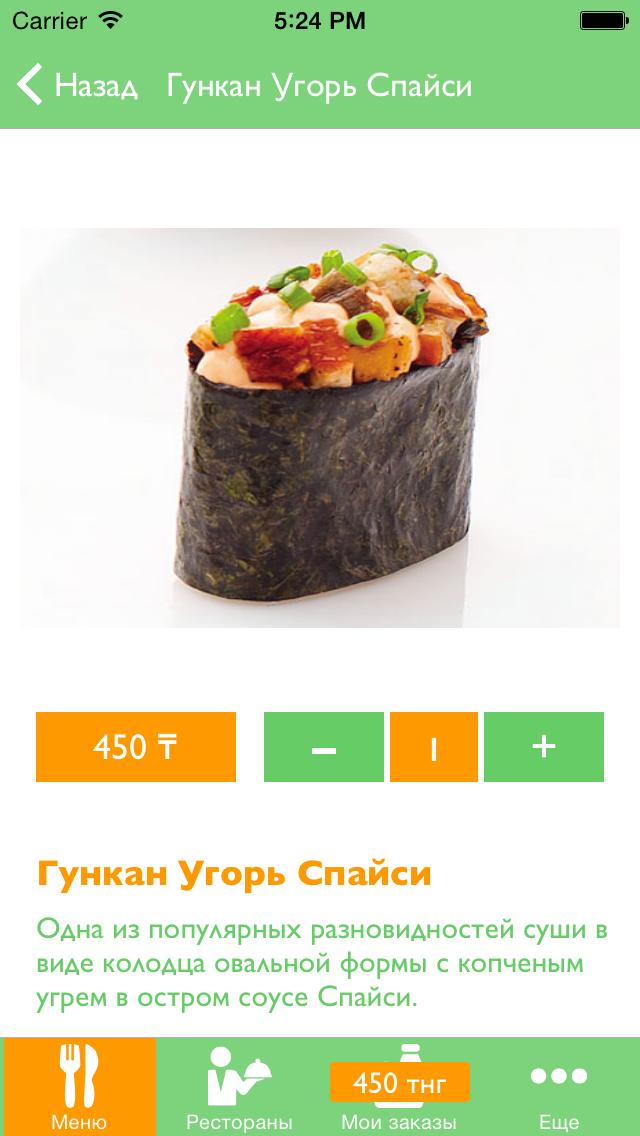 Carrier 5:24 PM
Назад Гункан Угорь Спайси
450 ₸ – 1 +
Гункан Угорь Спайси
Одна из популярных разновидностей суши в
виде колодца овальной формы с копченым
угрем в остром соусе Спайси.
450 тнг
Меню Рестораны Мои заказы Еще